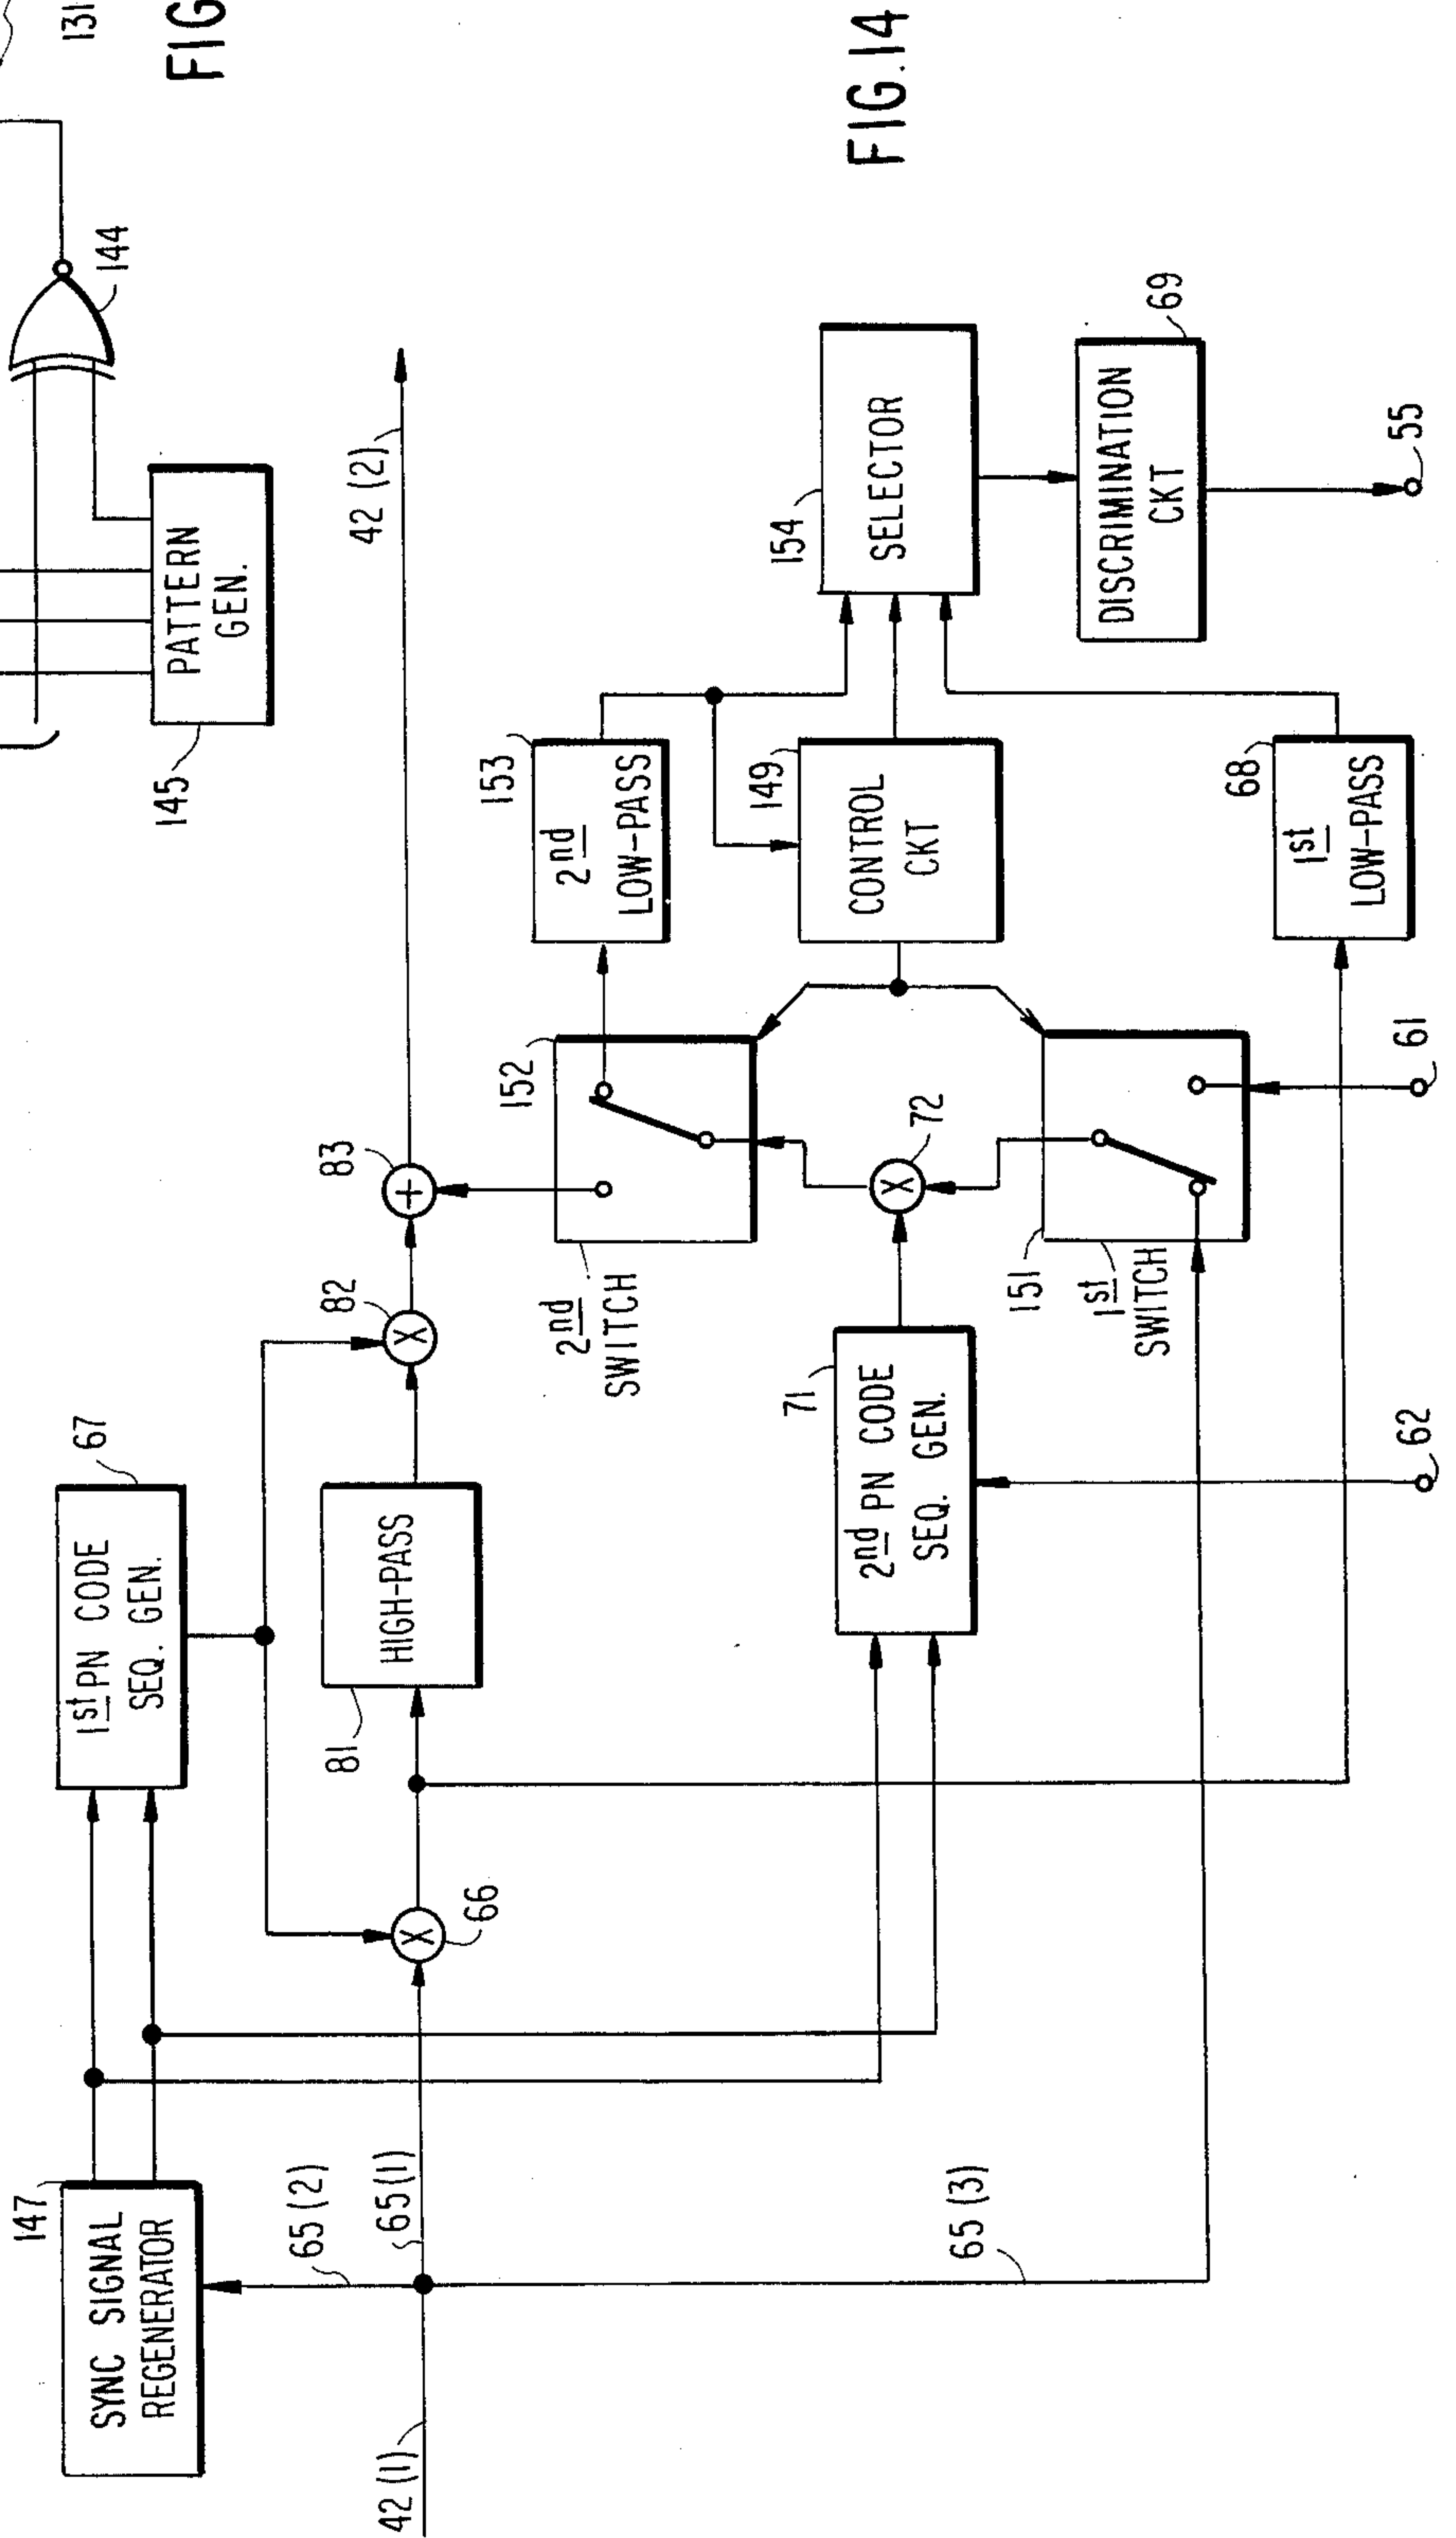 131
FIG
144
PATTERN
GEN.
145
147
SYNC SIGNAL
REGENERATOR
1st PN CODE
SEQ. GEN.
67
65 (2)
65 (1)
42 (1)
66
81
HIGH-PASS
82
83
42 (2)
2nd
SWITCH
152
153
2nd
LOW-PASS
154
SELECTOR
65 (3)
71
2nd PN CODE
SEQ. GEN.
72
149
CONTROL
CKT
69
DISCRIMINATION
CKT
55
151
1st
SWITCH
68
1st
LOW-PASS
62
61
FIG.14